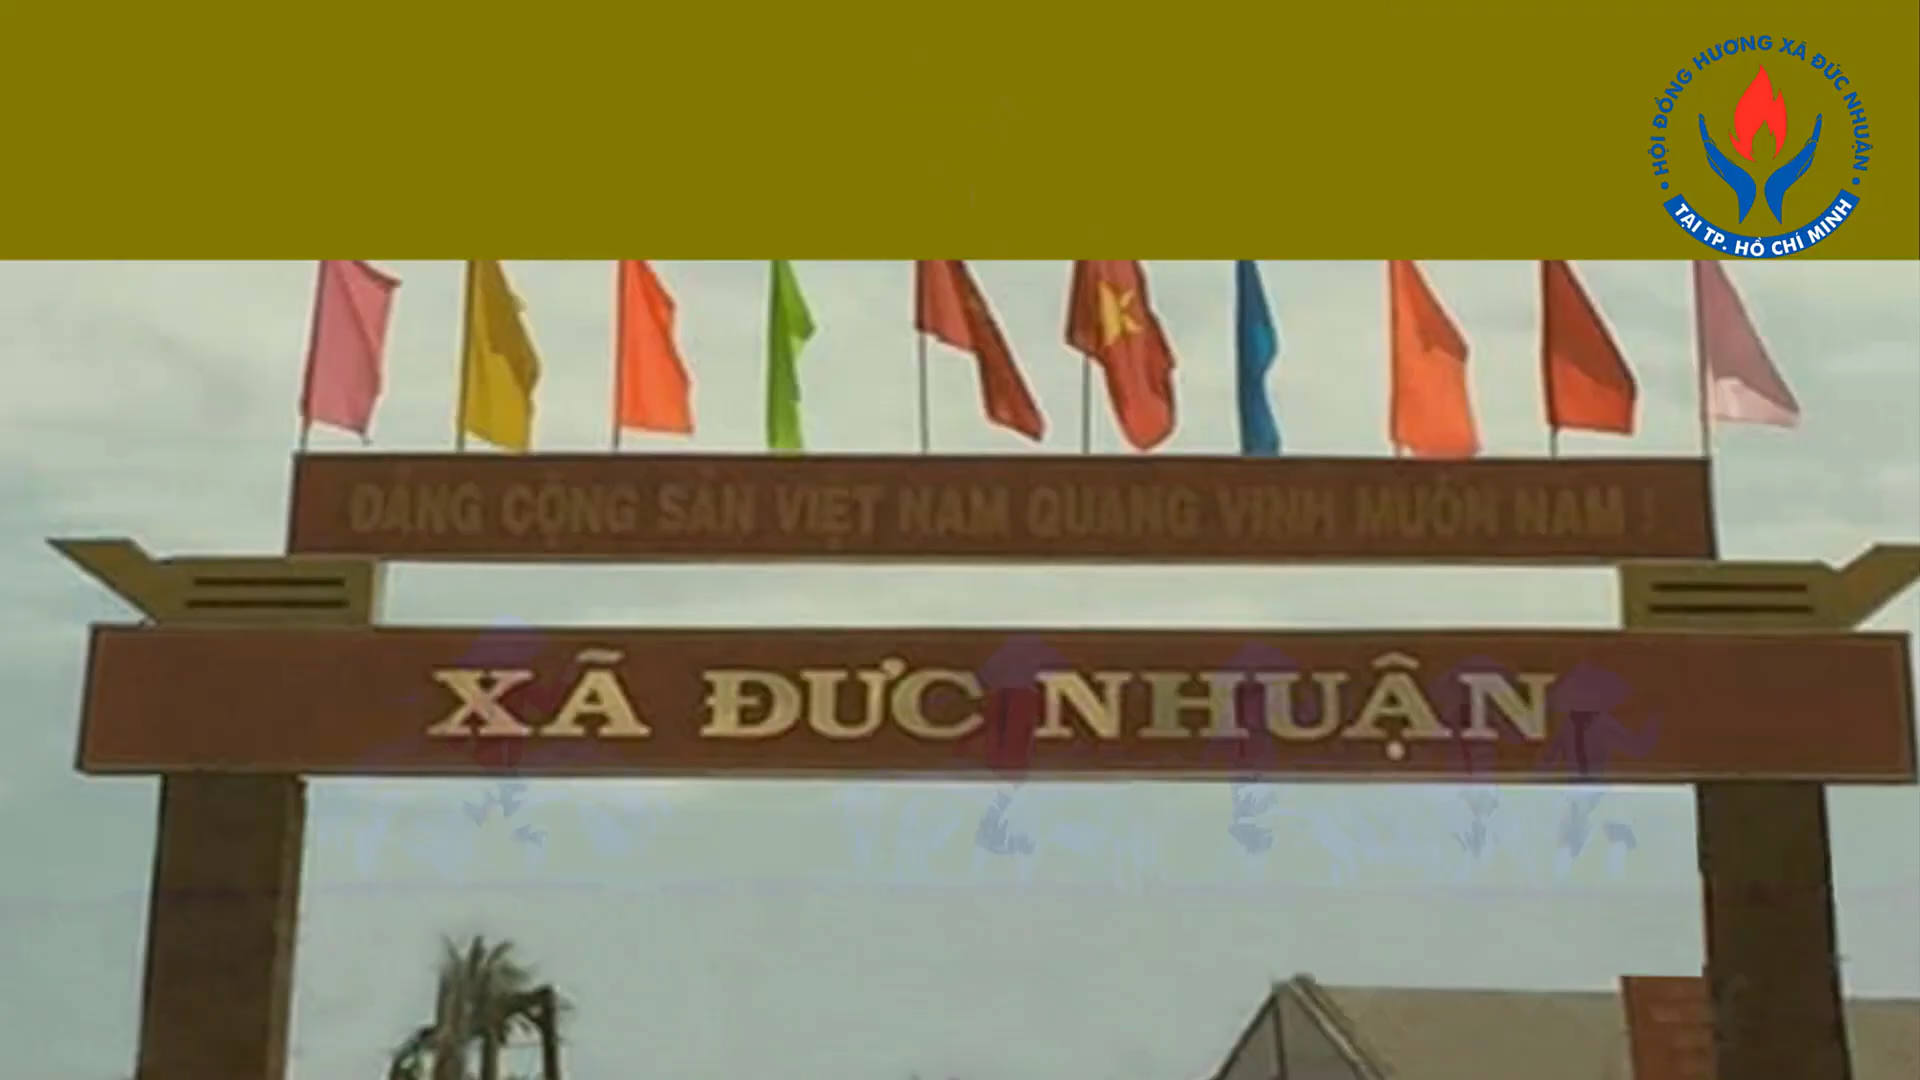 HỘI ĐỒNG HƯƠNG XÃ ĐỨC NHUẬN
TẠI TP. HỒ CHÍ MINH
ĐẢNG CỘNG SẢN VIỆT NAM QUANG VINH MUÔN NĂM !
XÃ ĐỨC NHUẬN